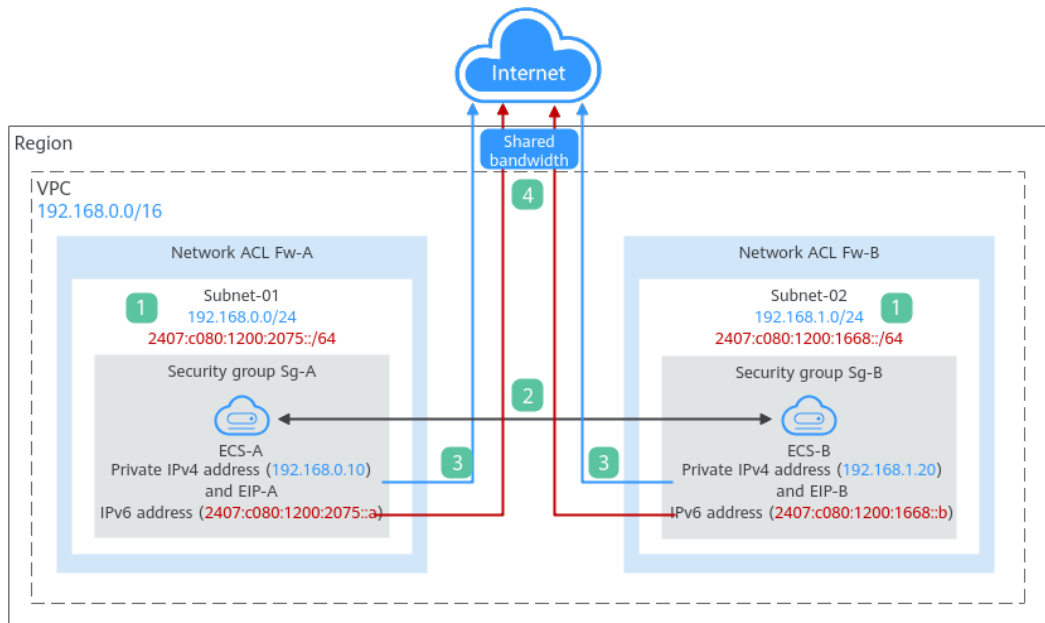 Internet
Shared
bandwidth
Region
4
VPC
192.168.0.0/16
Network ACL Fw-A
1
Subnet-01
192.168.0.0/24
2407:c080:1200:2075::/64
Security group Sg-A
ECS-A
Private IPv4 address (192.168.0.10)
and EIP-A
IPv6 address (2407:c080:1200:2075::a)
2
3
3
Network ACL Fw-B
Subnet-02
1
192.168.1.0/24
2407:c080:1200:1668::/64
Security group Sg-B
ECS-B
Private IPv4 address (192.168.1.20)
and EIP-B
IPv6 address (2407:c080:1200:1668::b)